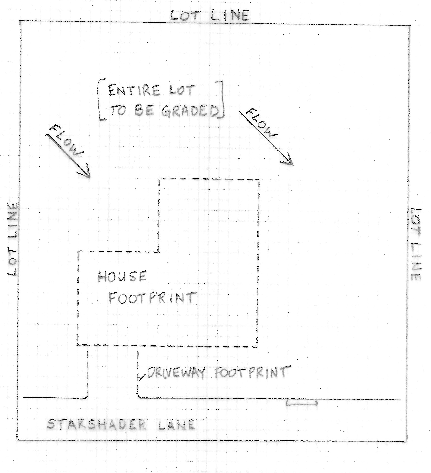 LOT LINE
[ENTIRE LOT
TO BE GRADED]
FLOW
FLOW
LOT LINE
LOT LINE
HOUSE
FOOTPRINT
DRIVEWAY FOOTPRINT
STARSHADER LANE